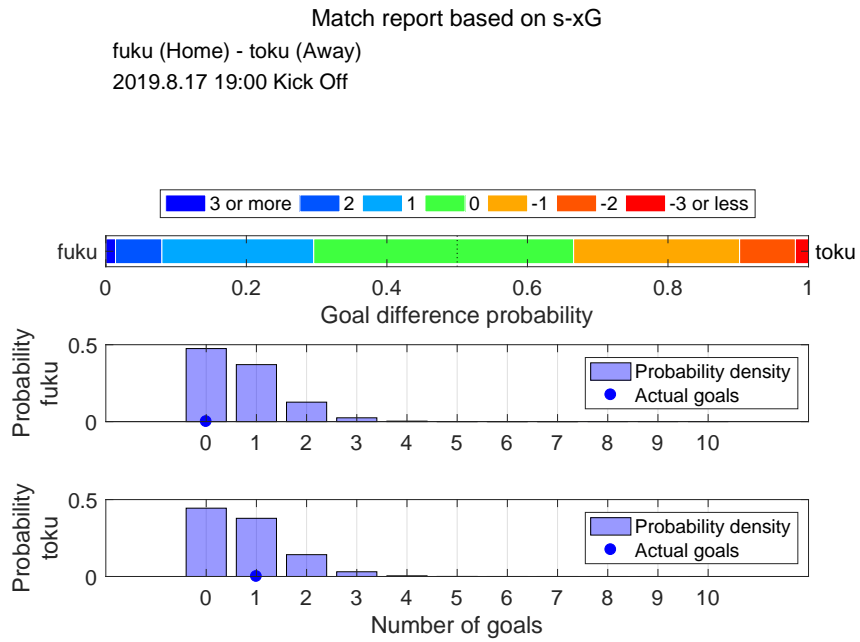 Match report based on s-xG
fuku (Home) - toku (Away)
2019.8.17 19:00 Kick Off
3 or more 2 1 0 -1 -2 -3 or less
fuku toku
0 0.2 0.4 0.6 0.8 1
Goal difference probability
Probability
fuku
0.5
0
Probability density
Actual goals
0 1 2 3 4 5 6 7 8 9 10
Probability
toku
0.5
0
Probability density
Actual goals
0 1 2 3 4 5 6 7 8 9 10
Number of goals